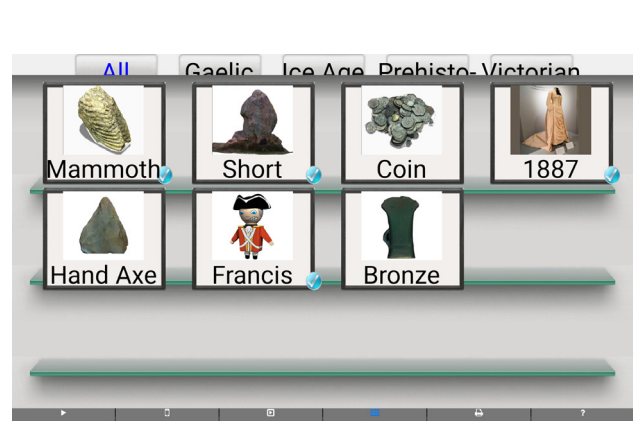 All Gaelic Ice Age Prehisto- Victorian
Mammoth Short Coin 1887
Hand Axe Francis Bronze
?